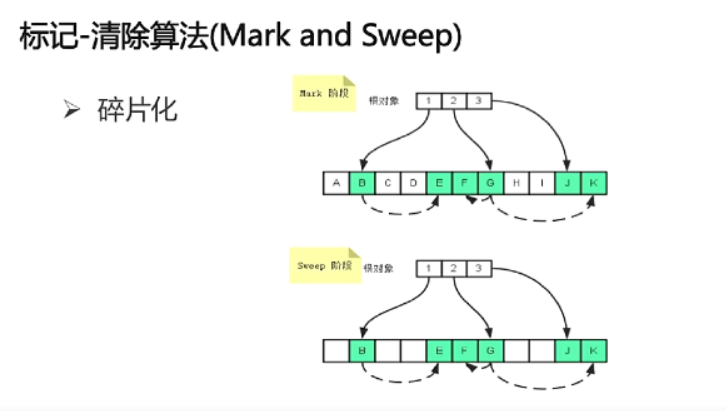 标记-清除算法(Mark and Sweep)
➢ 碎片化
Mark 阶段
根对象
1 2 3
A B C D E F G H I J K
Sweep 阶段
根对象
1 2 3
B E F G J K